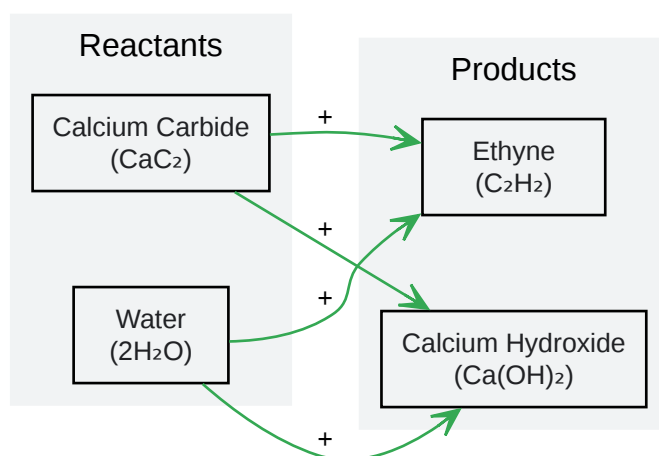 Reactants
Calcium Carbide
(CaC₂)
Water
(2H₂O)
+
+
+
+
Products
Ethyne
(C₂H₂)
Calcium Hydroxide
(Ca(OH)₂)